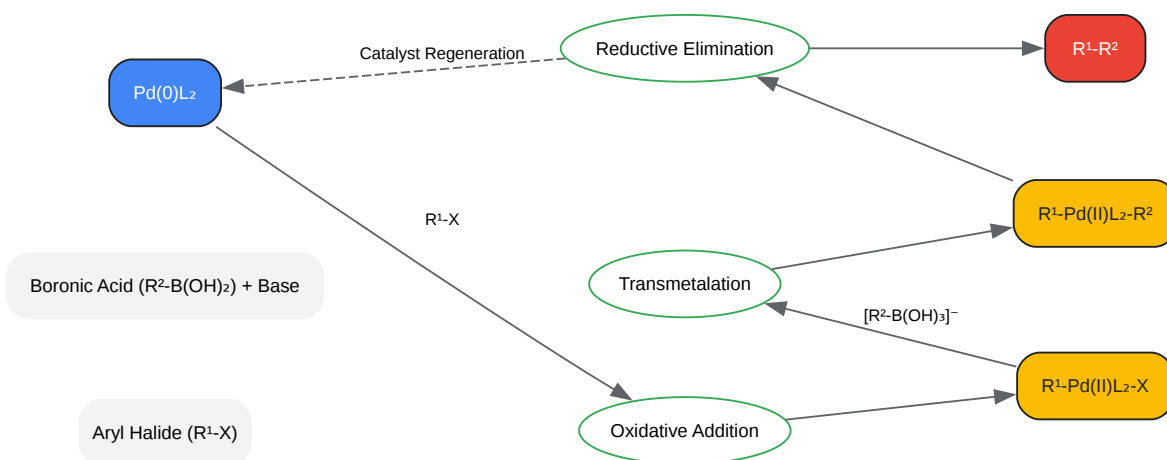 Reductive Elimination
R¹-R²
Catalyst Regeneration
Pd(0)L₂
R¹-X
R¹-Pd(II)L₂-R²
Boronic Acid (R²-B(OH)₂) + Base
Transmetalation
[R²-B(OH)₃]⁻
R¹-Pd(II)L₂-X
Aryl Halide (R¹-X)
Oxidative Addition